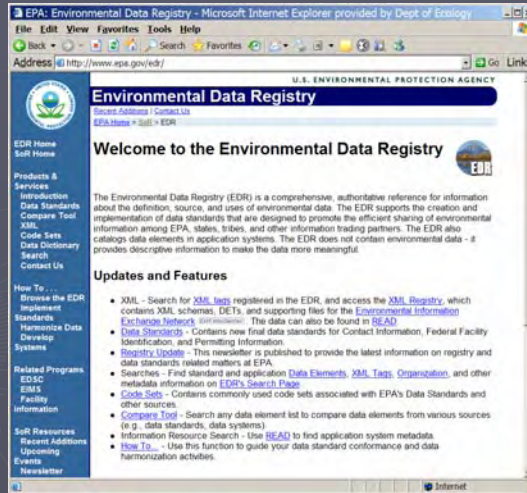 EPA: Environmental Data Registry - Microsoft Internet Explorer provided by Dept of Ecology
File Edit View Favorites Tools Help
Back Search Favorites
Address http://www.epa.gov/edr/ Go Link
U.S. ENVIRONMENTAL PROTECTION AGENCY
Environmental Data Registry
Recent Additions | Contact Us
EPA Home > SoR > EDR
EDR Home
SoR Home
Products &
Services
Introduction
Data Standards
Compare Tool
XML
Code Sets
Data Dictionary
Search
Contact Us
How To . . .
Browse the EDR
Implement
Standards
Harmonize Data
Develop
Systems
Related Programs
EDSC
EIMS
Facility
Information
SoR Resources
Recent Additions
Upcoming
Events
Newsletter
Welcome to the Environmental Data Registry
EDR
The Environmental Data Registry (EDR) is a comprehensive, authoritative reference for information
about the definition, source, and uses of environmental data. The EDR supports the creation and
implementation of data standards that are designed to promote the efficient sharing of environmental
information among EPA, states, tribes, and other information trading partners. The EDR also
catalogs data elements in application systems. The EDR does not contain environmental data - it
provides descriptive information to make the data more meaningful.
Updates and Features
• XML - Search for XML tags registered in the EDR, and access the XML Registry, which
contains XML schemas, DETs, and supporting files for the Environmental Information
Exchange Network The data can also be found in READ
• Data Standards - Contains new final data standards for Contact Information, Federal Facility
Identification, and Permitting Information.
• Registry Update - This newsletter is published to provide the latest information on registry and
data standards related matters at EPA.
• Searches - Find standard and application Data Elements, XML Tags, Organization, and other
metadata information on EDR's Search Page
• Code Sets - Contains commonly used code sets associated with EPA's Data Standards and
other sources.
• Compare Tool - Search any data element list to compare data elements from various sources
(e.g., data standards, data systems).
• Information Resource Search - Use READ to find application system metadata.
• How To... - Use this function to guide your data standard conformance and data
harmonization activities.
Internet